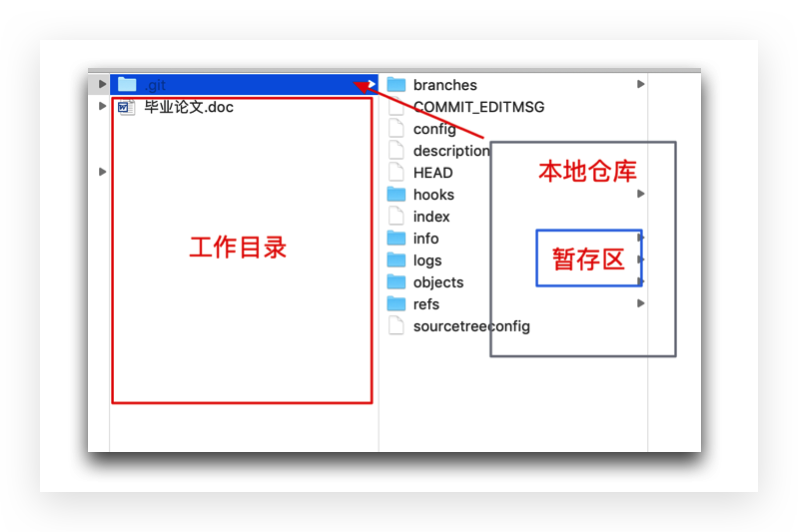 .git
毕业论文.doc
工作目录
branches
COMMIT_EDITMSG
config
description
HEAD
hooks
index
info
logs
objects
refs
sourcetreeconfig
本地仓库
暂存区